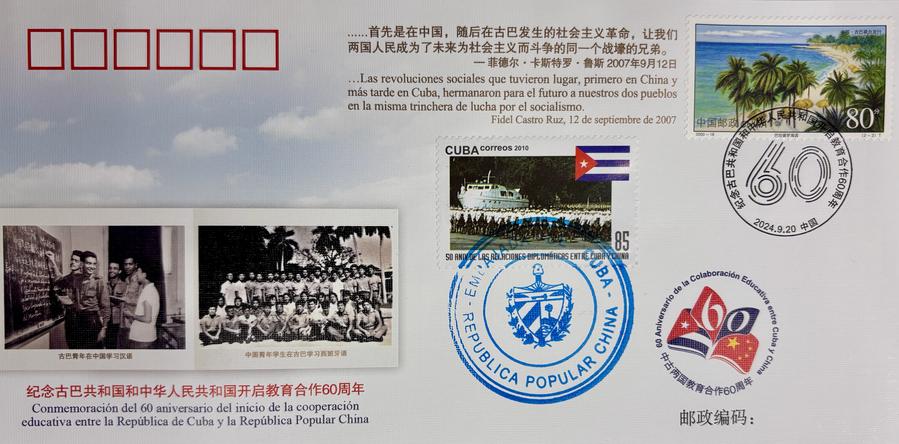 ……首先是在中国，随后在古巴发生的社会主义革命，让我们
两国人民成为了未来为社会主义而斗争的同一个战壕的兄弟。
— 菲德尔·卡斯特罗·鲁斯 2007年9月12日
…Las revoluciones sociales que tuvieron lugar, primero en China y
más tarde en Cuba, hermanaron para el futuro a nuestros dos pueblos
en la misma trinchera de lucha por el socialismo.
Fidel Castro Ruz, 12 de septiembre de 2007
中国邮政
80分
2000-18
(2-2) T
纪念古巴共和国和中华人民共和国开启教育合作60周年
60
2024.9.20 中国
CUBA correos 2010
85
50 ANIV. DE LAS RELACIONES DIPLOMÁTICAS ENTRE CUBA Y CHINA
CUBA-
REPUBLICA POPULAR CHINA
60 Aniversario de la Colaboración Educativa entre Cuba y China
60
中古两国教育合作60周年
古巴青年在中国学习汉语
中国青年学生在古巴学习西班牙语
纪念古巴共和国和中华人民共和国开启教育合作60周年
Conmemoración del 60 aniversario del inicio de la cooperación
educativa entre la República de Cuba y la República Popular China
邮政编码：